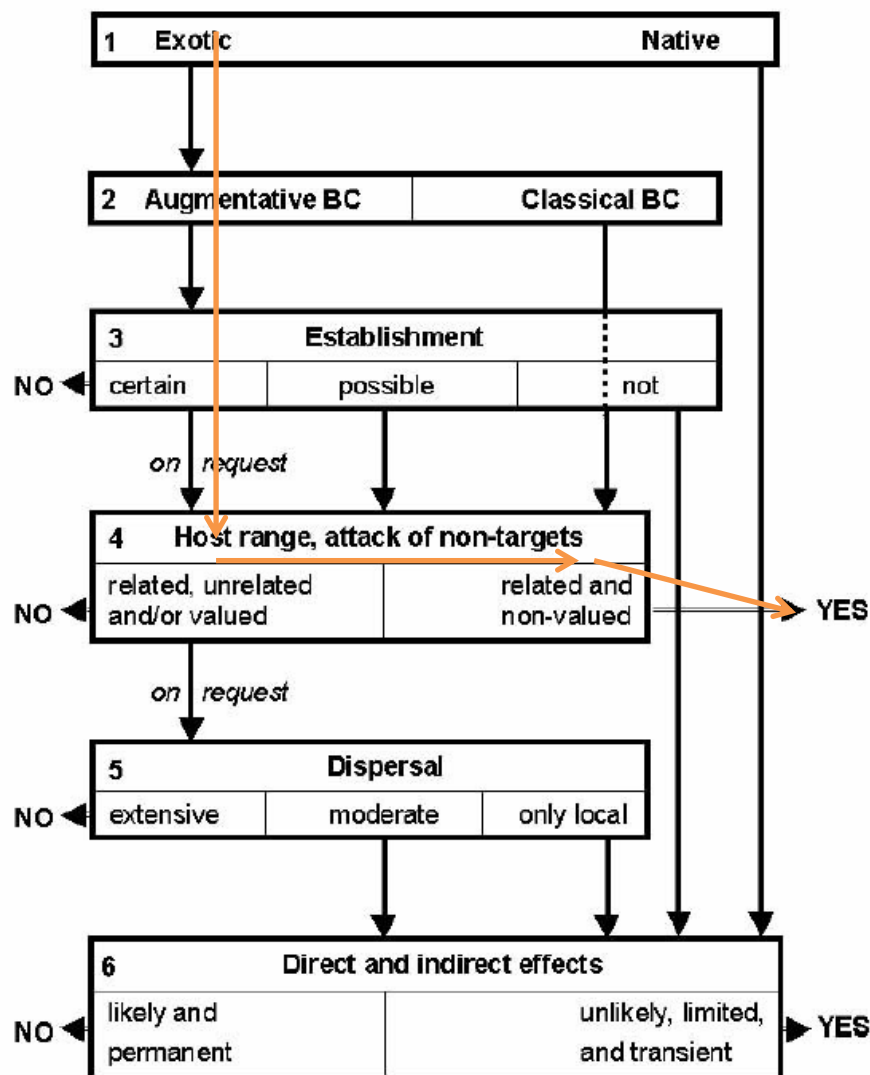 1 Exotic Native
2 Augmentative BC Classical BC
3 Establishment
NO certain possible not
on request
4 Host range, attack of non-targets
related, unrelated related and
NO and/or valued non-valued YES
on request
5 Dispersal
NO extensive moderate only local
6 Direct and indirect effects
likely and unlikely, limited,
NO permanent and transient YES